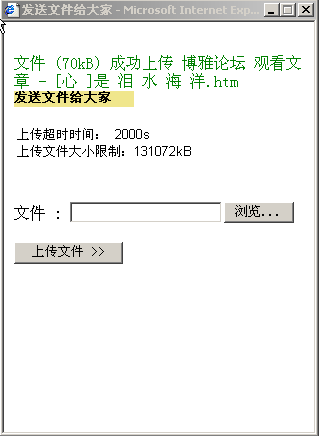 发送文件给大家 - Microsoft Internet Exp...
文件 (70kB) 成功上传 博雅论坛 观看文
章 - [心 ]是 泪 水 海 洋.htm
发送文件给大家
上传超时时间： 2000s
上传文件大小限制：131072kB
文件 : 浏览...
上传文件 >>